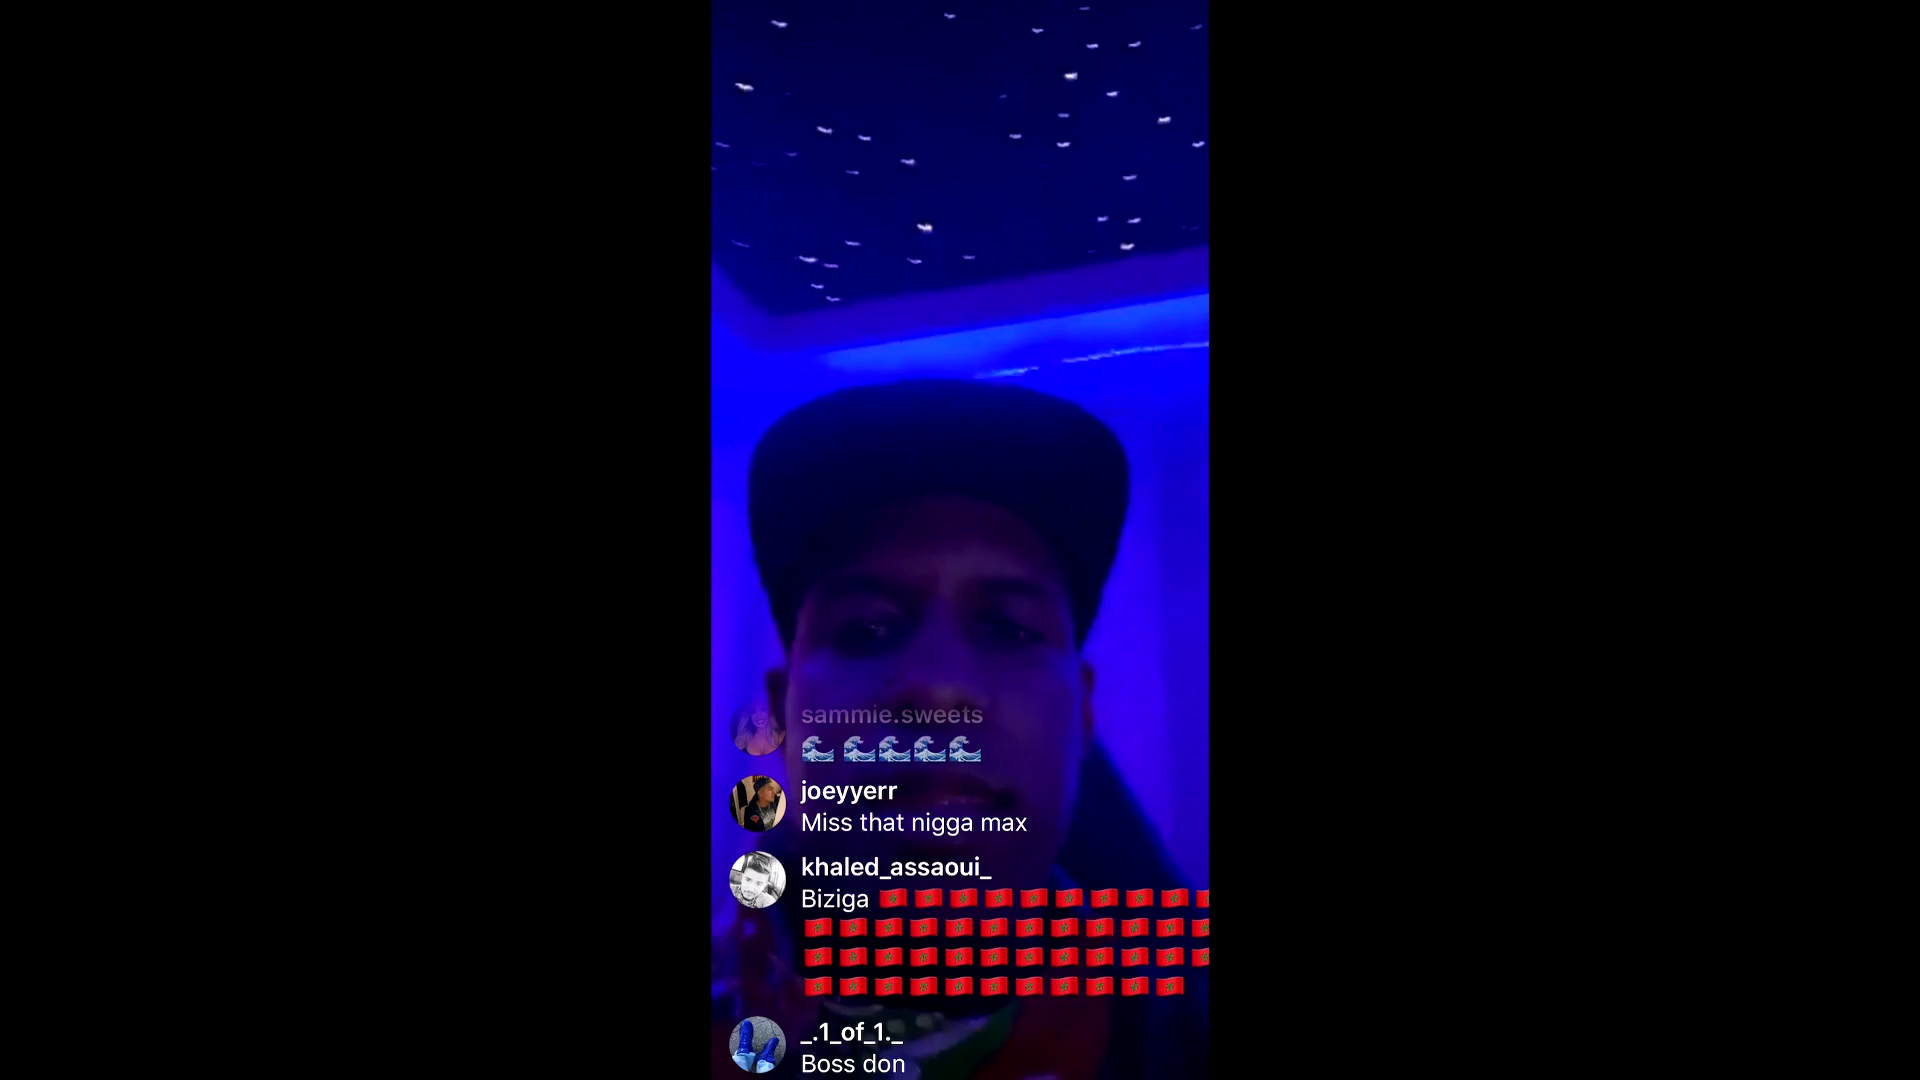 sammie.sweets
🌊 🌊🌊🌊🌊
joeyyerr
Miss that nigga max
khaled_assaoui_
Biziga 🇲🇦🇲🇦🇲🇦🇲🇦🇲🇦🇲🇦🇲🇦🇲🇦🇲🇦🇲🇦
🇲🇦🇲🇦🇲🇦🇲🇦🇲🇦🇲🇦🇲🇦🇲🇦🇲🇦🇲🇦🇲🇦🇲🇦
🇲🇦🇲🇦🇲🇦🇲🇦🇲🇦🇲🇦🇲🇦🇲🇦🇲🇦🇲🇦🇲🇦🇲🇦
🇲🇦🇲🇦🇲🇦🇲🇦🇲🇦🇲🇦🇲🇦🇲🇦🇲🇦🇲🇦🇲🇦
_.1_of_1._
Boss don